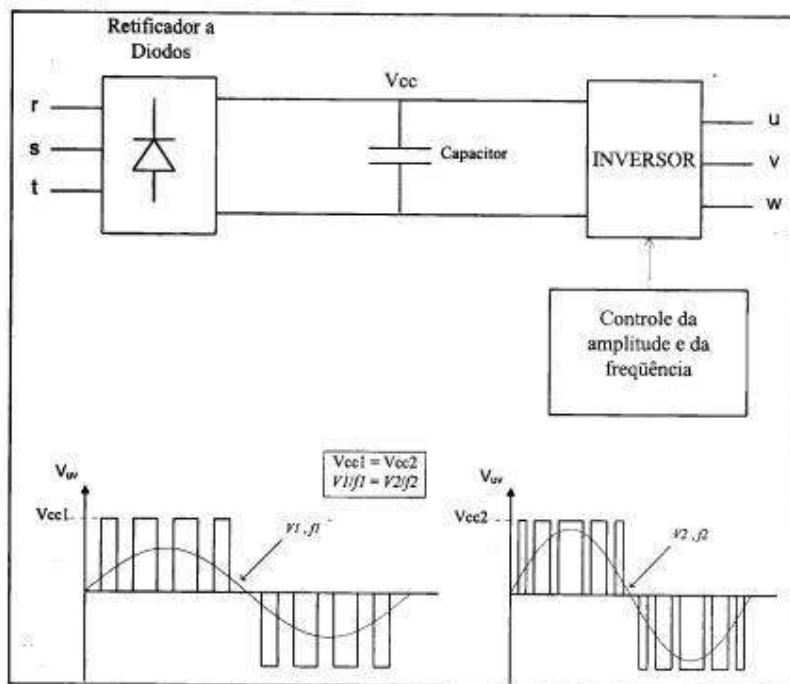 Retificador a
Diodos
Vcc
r
s
t
Capacitor
INVERSOR
u
v
w
Controle da
amplitude e da
freqüência
Vcc1 = Vcc2
V1/f1 = V2/f2
Vuv
Vcc1
V1, f1
Vuv
Vcc2
V2, f2